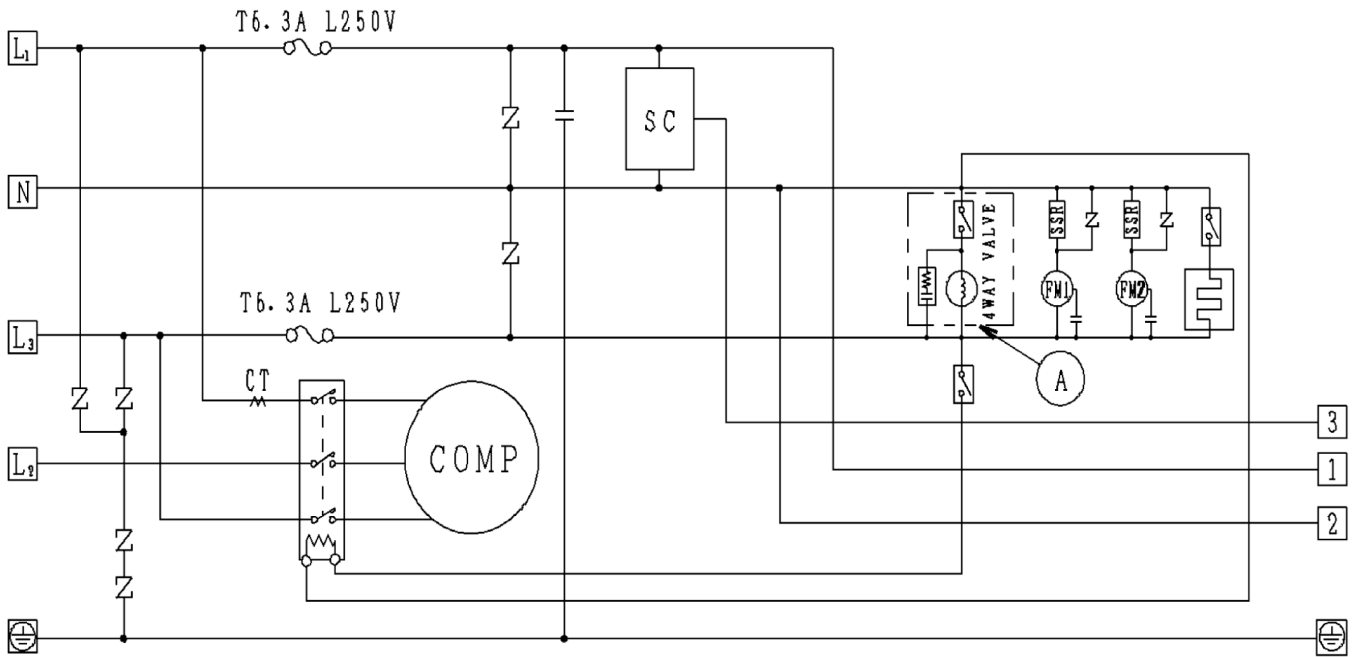 T6. 3A L250V
L₁
SC
N
SSR
SSR
4WAY VALVE
FM1
FM2
T6. 3A L250V
L₃
CT
A
3
COMP
L₂
1
2